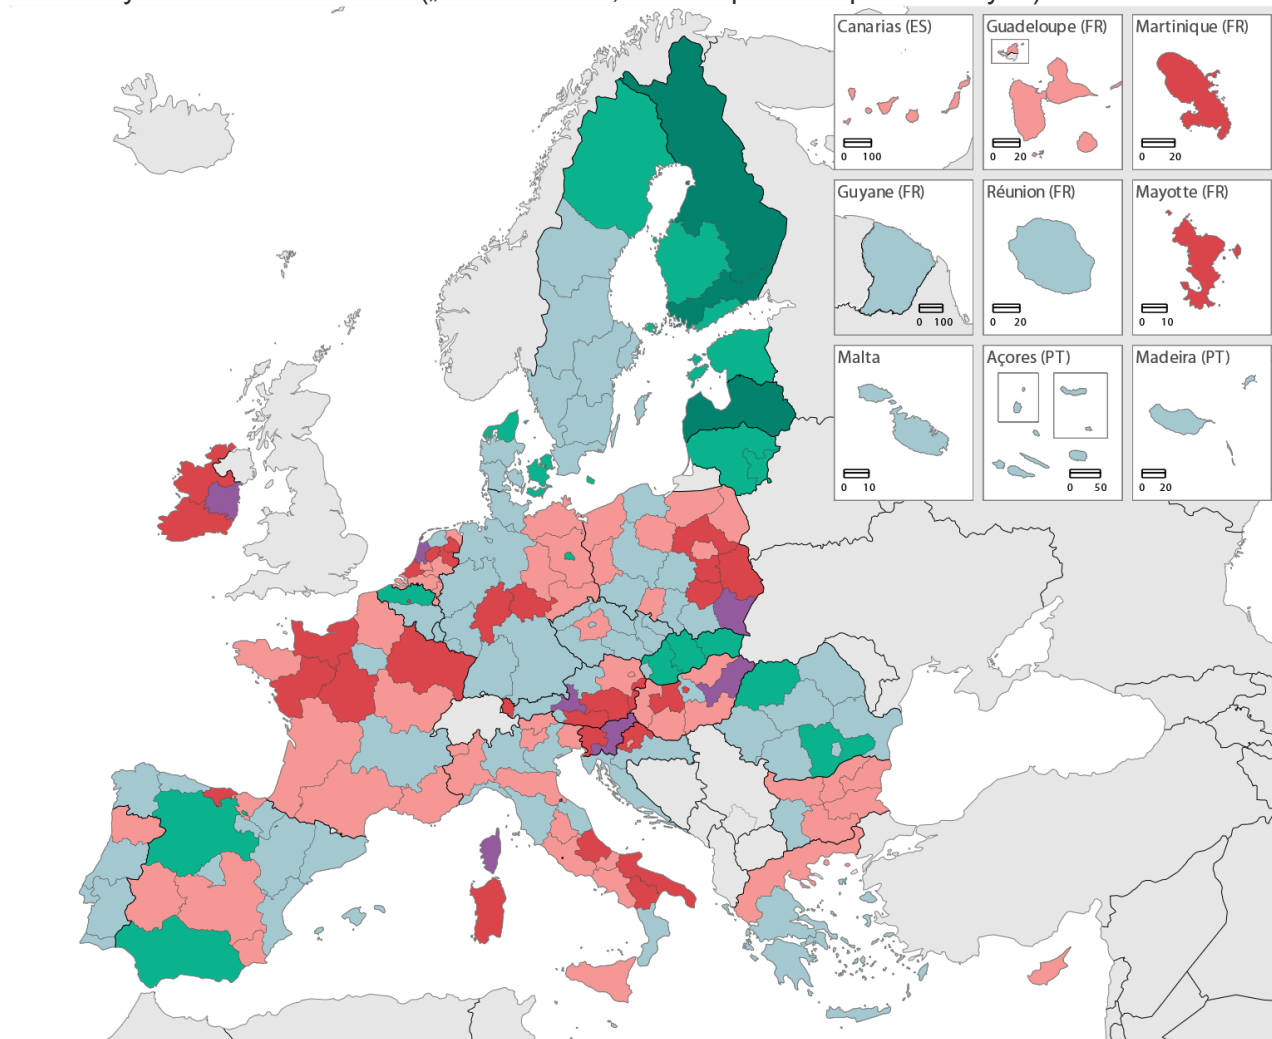 Canarias (ES)
0 100
Guadeloupe (FR)
0 20
Martinique (FR)
0 20
Guyane (FR)
0 100
Réunion (FR)
0 20
Mayotte (FR)
0 10
Malta
0 10
Açores (PT)
0 50
Madeira (PT)
0 20